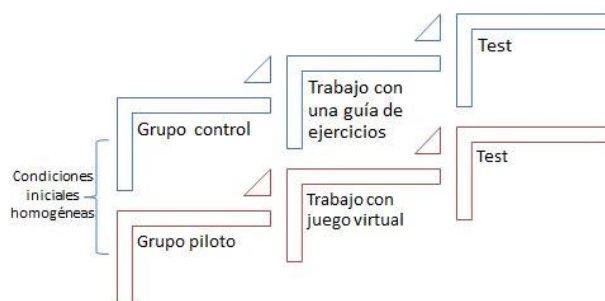 Test
Trabajo con
una guía de
ejercicios
Grupo control
Test
Condiciones
iniciales
homogéneas
Trabajo con
juego virtual
Grupo piloto